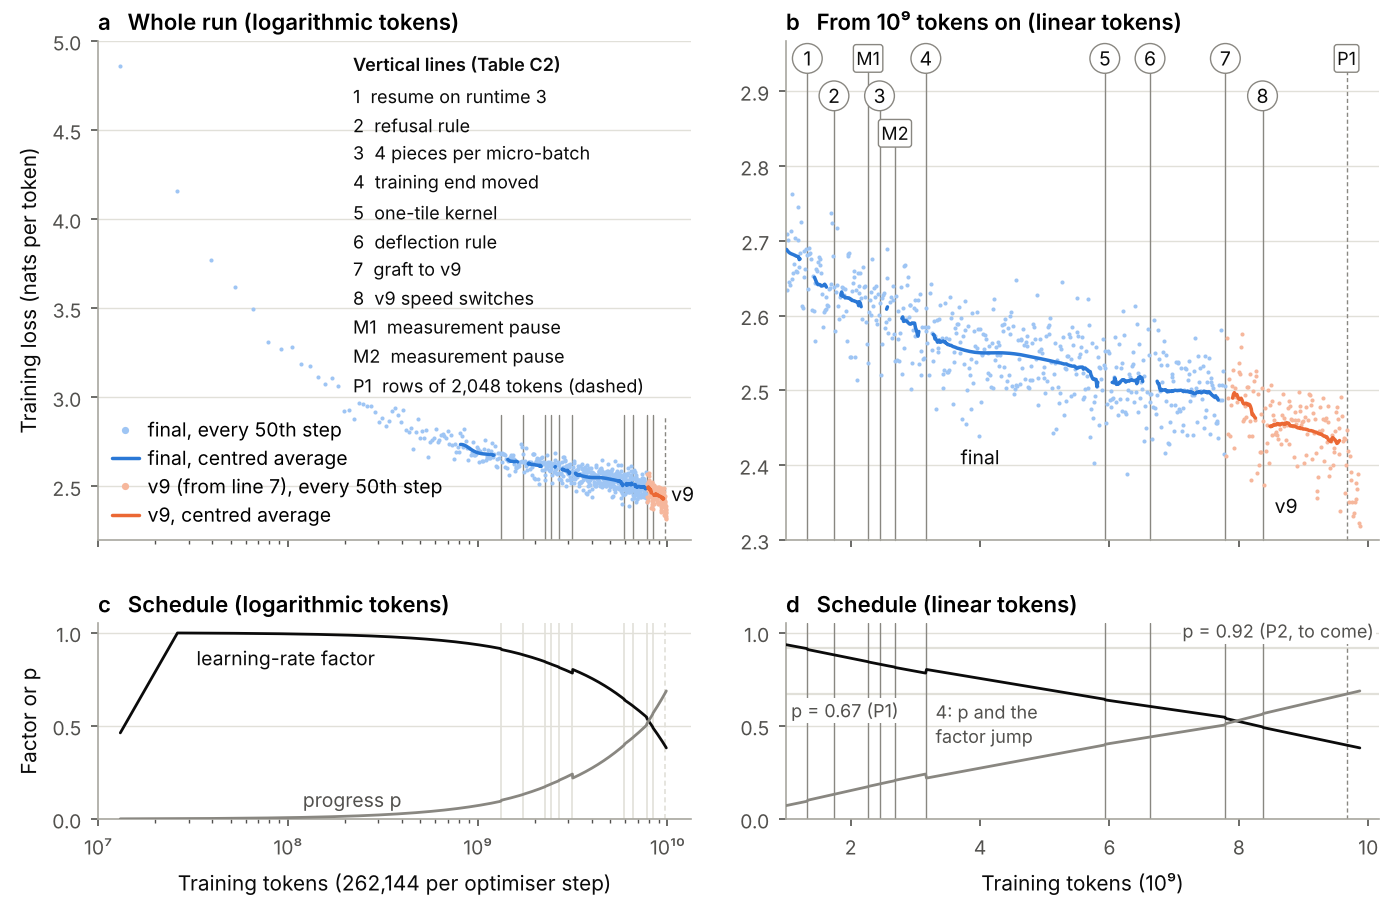 a Whole run (logarithmic tokens)
Training loss (nats per token)
5.0
4.5
4.0
3.5
3.0
2.5
Vertical lines (Table C2)
1 resume on runtime 3
2 refusal rule
3 4 pieces per micro-batch
4 training end moved
5 one-tile kernel
6 deflection rule
7 graft to v9
8 v9 speed switches
M1 measurement pause
M2 measurement pause
P1 rows of 2,048 tokens (dashed)
final, every 50th step
final, centred average
v9 (from line 7), every 50th step
v9, centred average
v9
b From 10⁹ tokens on (linear tokens)
2.9
2.8
2.7
2.6
2.5
2.4
2.3
1
M1
4
5
6
7
P1
2
3
8
M2
final
v9
c Schedule (logarithmic tokens)
Factor or p
1.0
0.5
0.0
learning-rate factor
progress p
10⁷
10⁸
10⁹
10¹⁰
Training tokens (262,144 per optimiser step)
d Schedule (linear tokens)
1.0
0.5
0.0
p = 0.92 (P2, to come)
p = 0.67 (P1)
4: p and the
factor jump
2
4
6
8
10
Training tokens (10⁹)